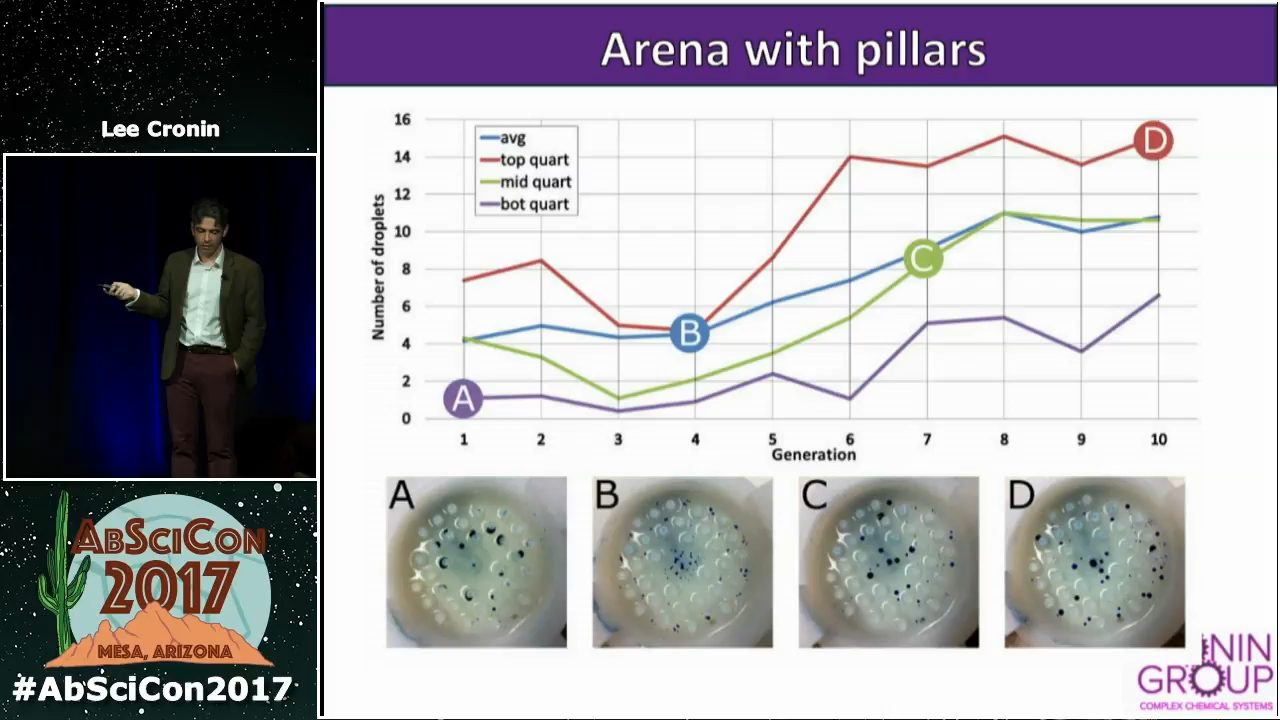 Lee Cronin
ABSCICON
2017
MESA, ARIZONA
#AbSciCon2017
Arena with pillars
Number of droplets
16
14
12
10
8
6
4
2
0
avg
top quart
mid quart
bot quart
A
B
C
D
1 2 3 4 5 6 7 8 9 10
Generation
A B C D
NIN
GROUP
COMPLEX CHEMICAL SYSTEMS